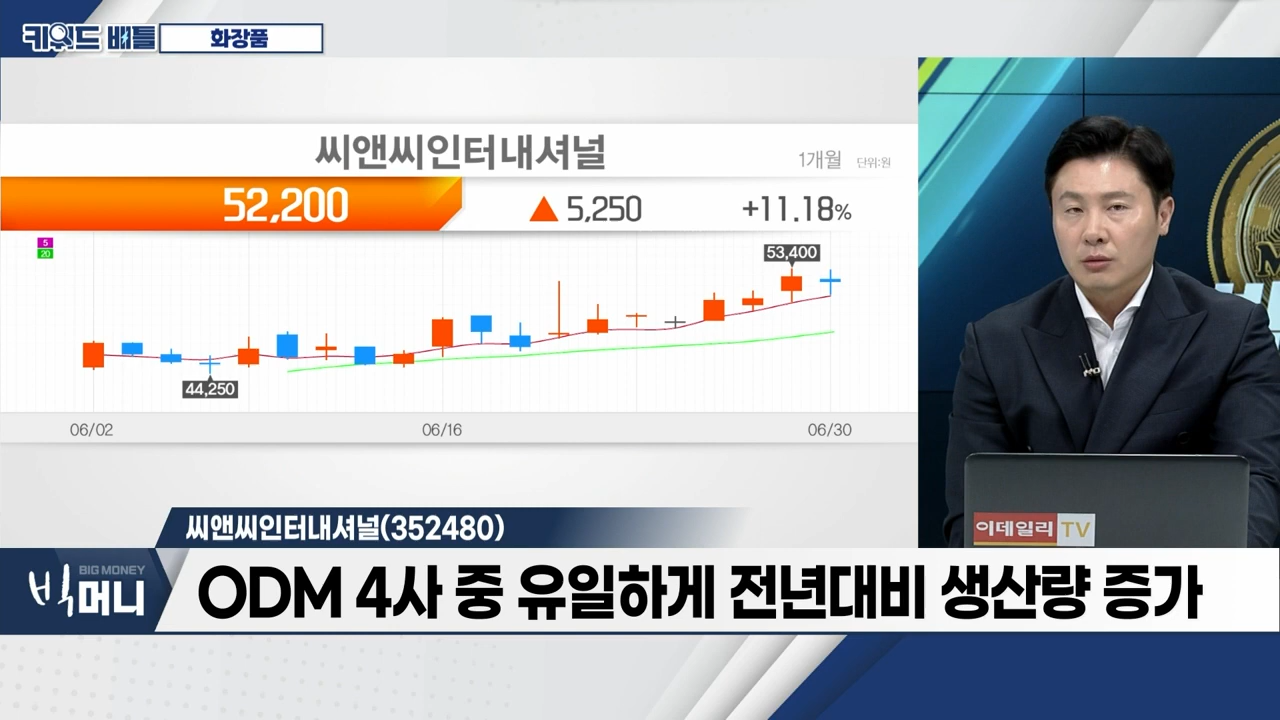 키워드 배틀
화장품
씨앤씨인터내셔널
1개월 단위:원
52,200
▲ 5,250
+11.18%
5
20
53,400
44,250
06/02
06/16
06/30
M
이데일리 TV
씨앤씨인터내셔널(352480)
BIG MONEY
빅머니
ODM 4사 중 유일하게 전년대비 생산량 증가